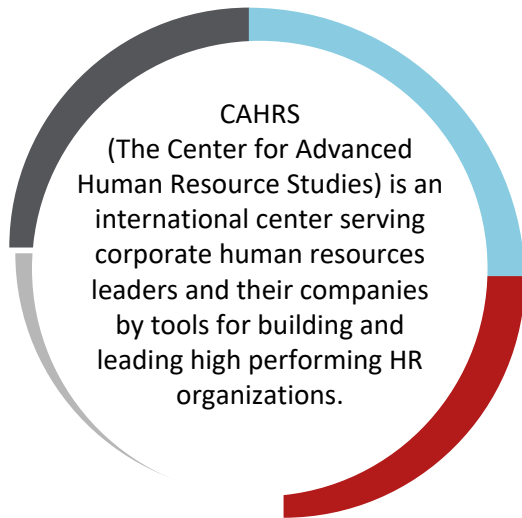 CAHRS
(The Center for Advanced
Human Resource Studies) is an
international center serving
corporate human resources
leaders and their companies
by tools for building and
leading high performing HR
organizations.